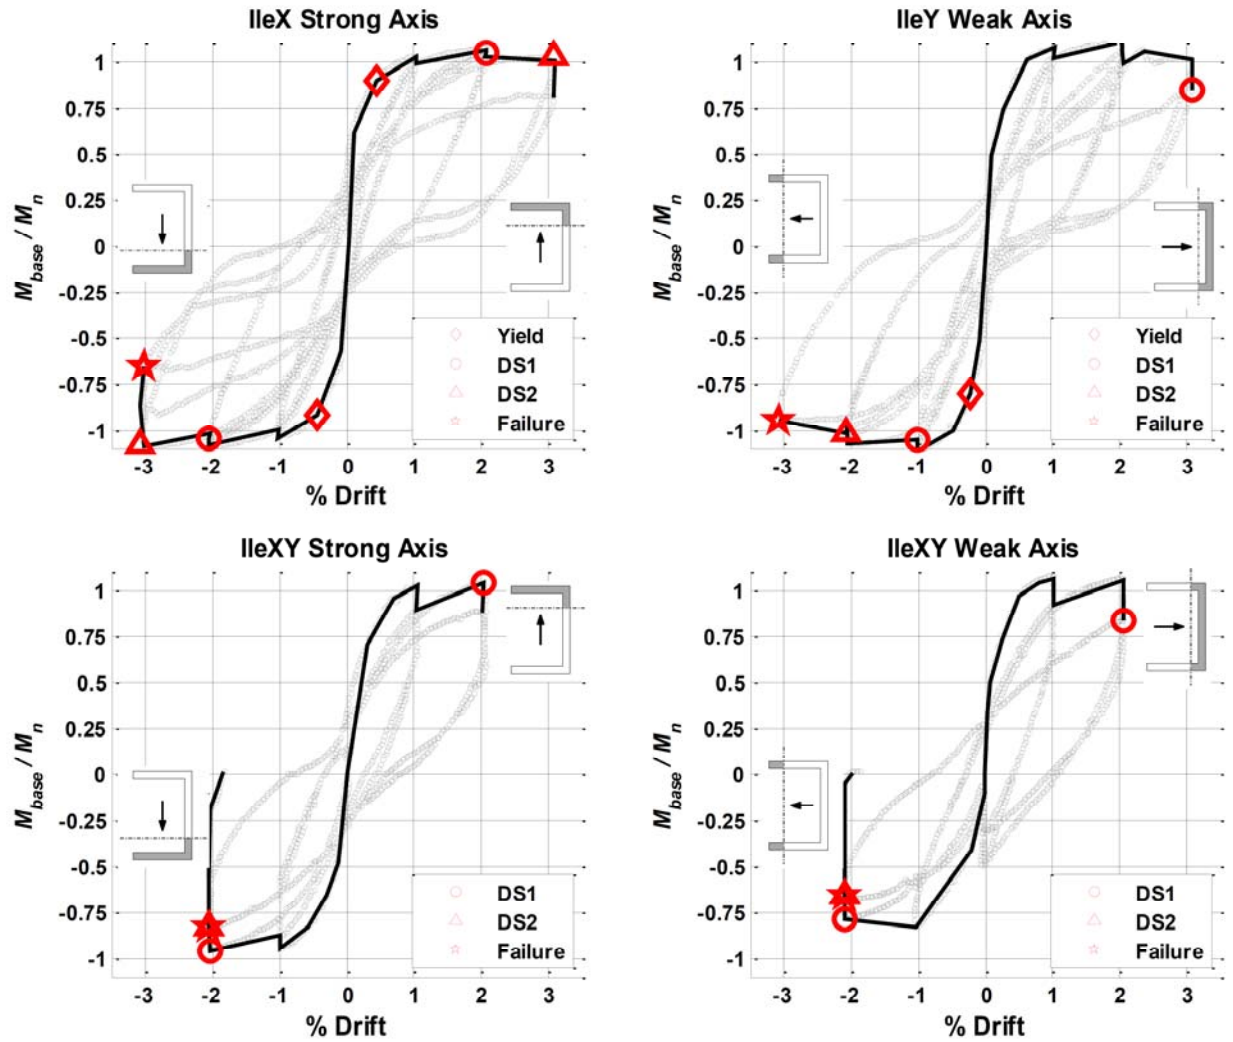 IleX Strong Axis
1
0.75
0.5
0.25
0
-0.25
-0.5
-0.75
-1
M_base / M_n
-3 -2 -1 0 1 2 3
% Drift
Yield
DS1
DS2
Failure
IleY Weak Axis
1
0.75
0.5
0.25
0
-0.25
-0.5
-0.75
-1
M_base / M_n
-3 -2 -1 0 1 2 3
% Drift
Yield
DS1
DS2
Failure
IleXY Strong Axis
1
0.75
0.5
0.25
0
-0.25
-0.5
-0.75
-1
M_base / M_n
-3 -2 -1 0 1 2 3
% Drift
DS1
DS2
Failure
IleXY Weak Axis
1
0.75
0.5
0.25
0
-0.25
-0.5
-0.75
-1
M_base / M_n
-3 -2 -1 0 1 2 3
% Drift
DS1
DS2
Failure